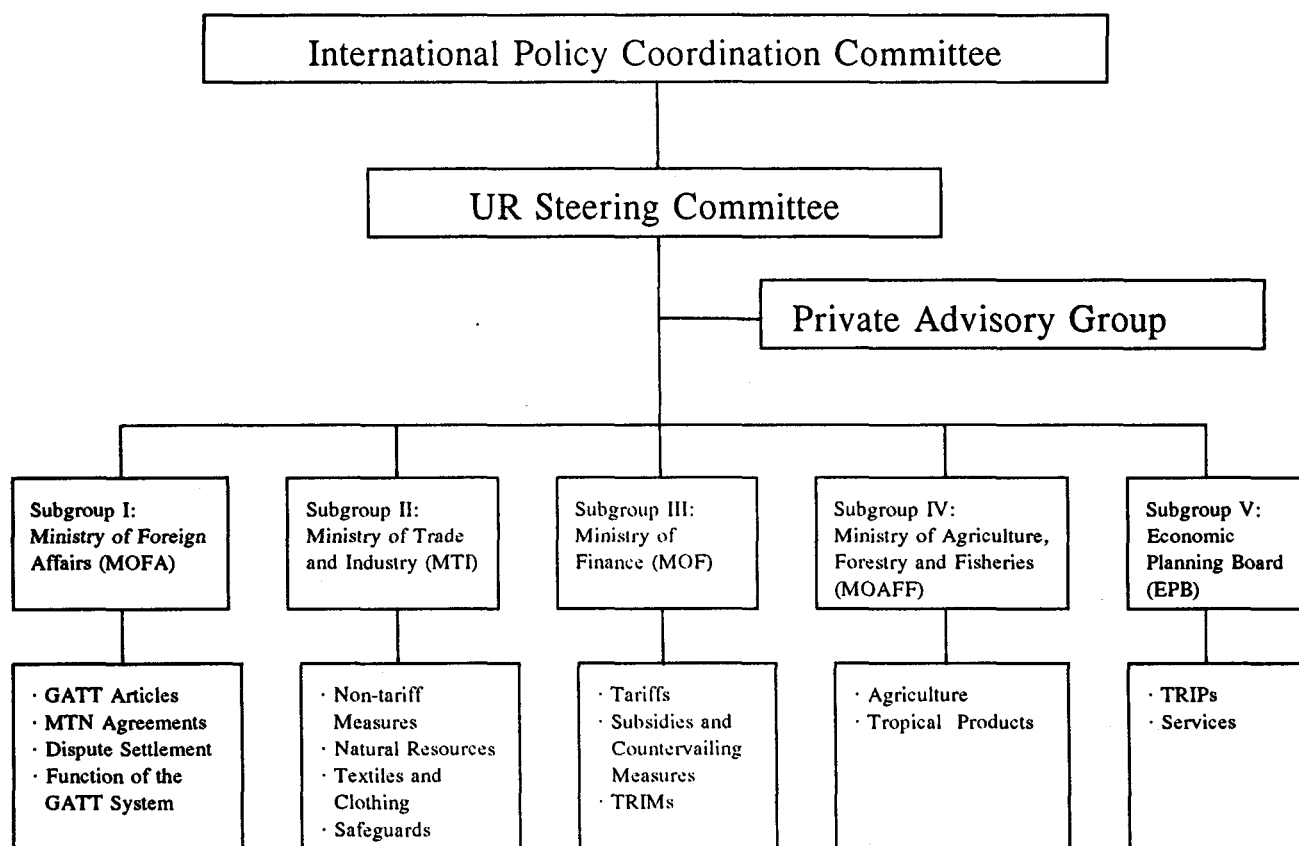 International Policy Coordination Committee
UR Steering Committee
Private Advisory Group
Subgroup I:
Ministry of Foreign
Affairs (MOFA)
Subgroup II:
Ministry of Trade
and Industry (MTI)
Subgroup III:
Ministry of
Finance (MOF)
Subgroup IV:
Ministry of Agriculture,
Forestry and Fisheries
(MOAFF)
Subgroup V:
Economic
Planning Board
(EPB)
· GATT Articles
· MTN Agreements
· Dispute Settlement
· Function of the
GATT System
· Non-tariff
Measures
· Natural Resources
· Textiles and
Clothing
· Safeguards
· Tariffs
· Subsidies and
Countervailing
Measures
· TRIMs
· Agriculture
· Tropical Products
· TRIPs
· Services